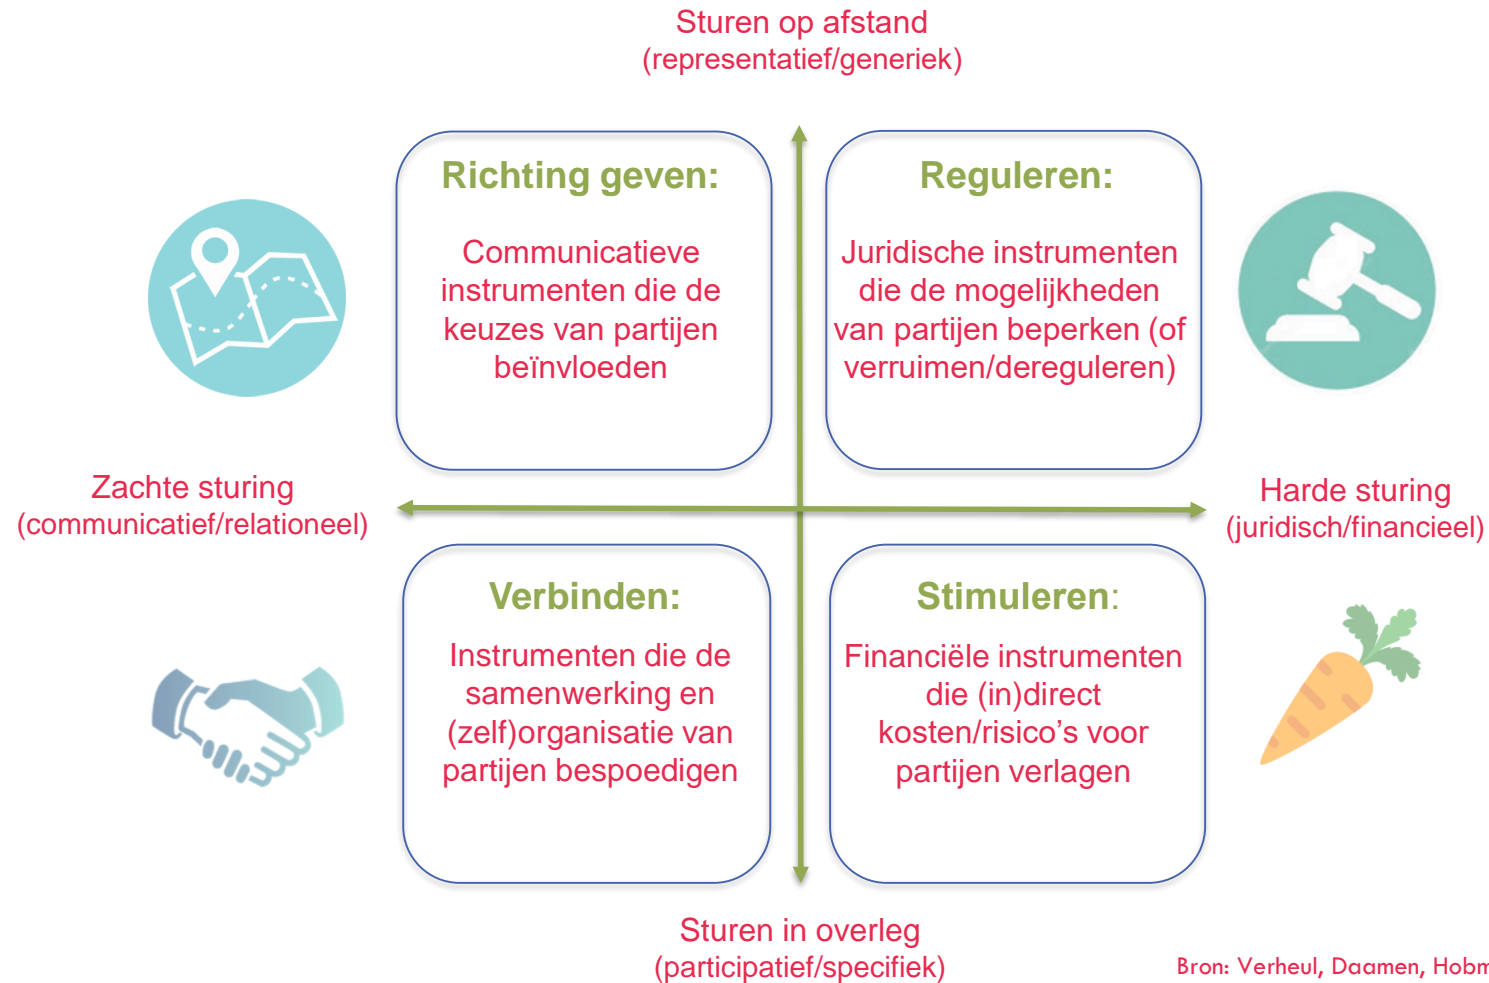 Sturen op afstand
(representatief/generiek)
Richting geven:
Communicatieve
instrumenten die de
keuzes van partijen
beïnvloeden
Reguleren:
Juridische instrumenten
die de mogelijkheden
van partijen beperken (of
verruimen/dereguleren)
Zachte sturing
(communicatief/relationeel)
Harde sturing
(juridisch/financieel)
Verbinden:
Instrumenten die de
samenwerking en
(zelf)organisatie van
partijen bespoedigen
Stimuleren:
Financiële instrumenten
die (in)direct
kosten/risico’s voor
partijen verlagen
Sturen in overleg
(participatief/specifiek)
Bron: Verheul, Daamen,